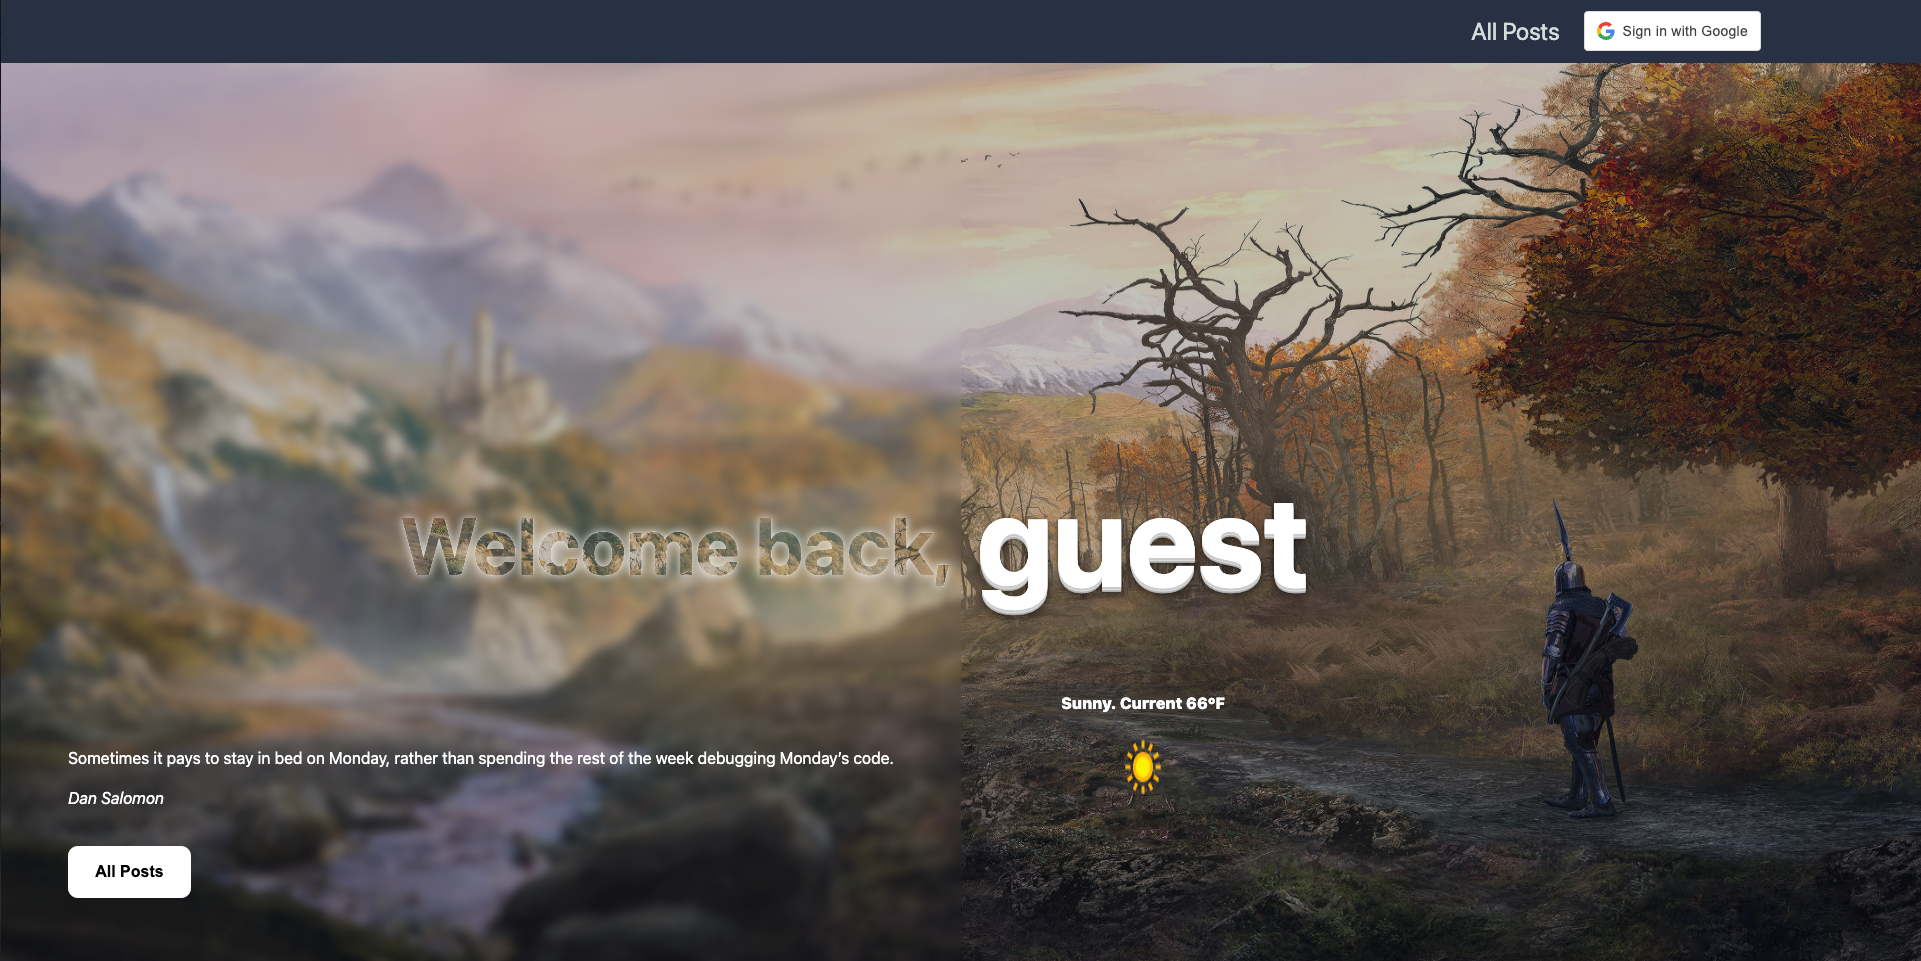 All Posts
Sign in with Google
Welcome back, guest
Sunny. Current 66°F
Sometimes it pays to stay in bed on Monday, rather than spending the rest of the week debugging Monday’s code.
Dan Salomon
All Posts